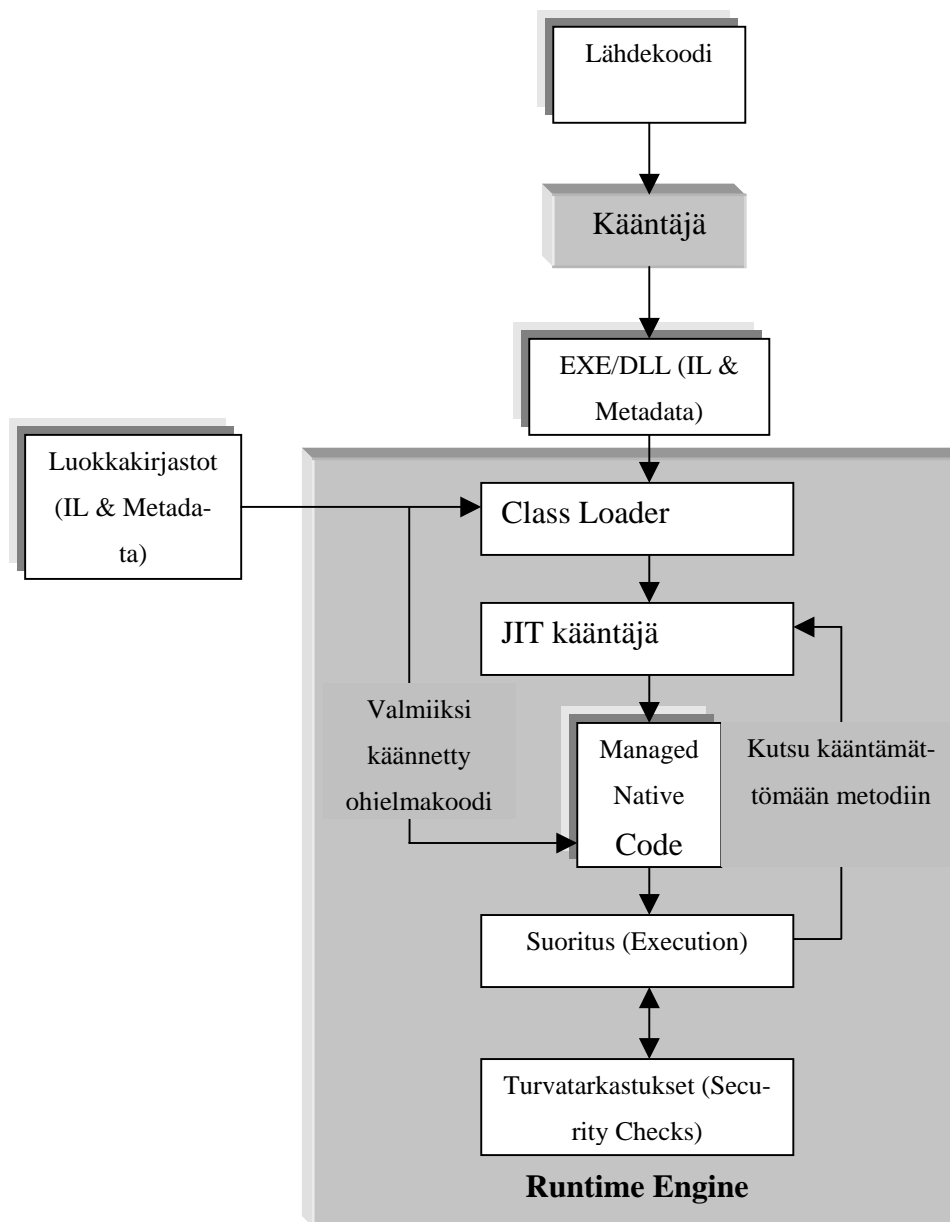 Lähdekoodi
Kääntäjä
EXE/DLL (IL &
Metadata)
Luokkakirjastot
(IL & Metada-
ta)
Class Loader
JIT kääntäjä
Valmiiksi
käännetty
ohielmakoodi
Managed
Native
Code
Kutsu kääntämät-
tömään metodiin
Suoritus (Execution)
Turvatarkastukset (Secu-
rity Checks)
Runtime Engine